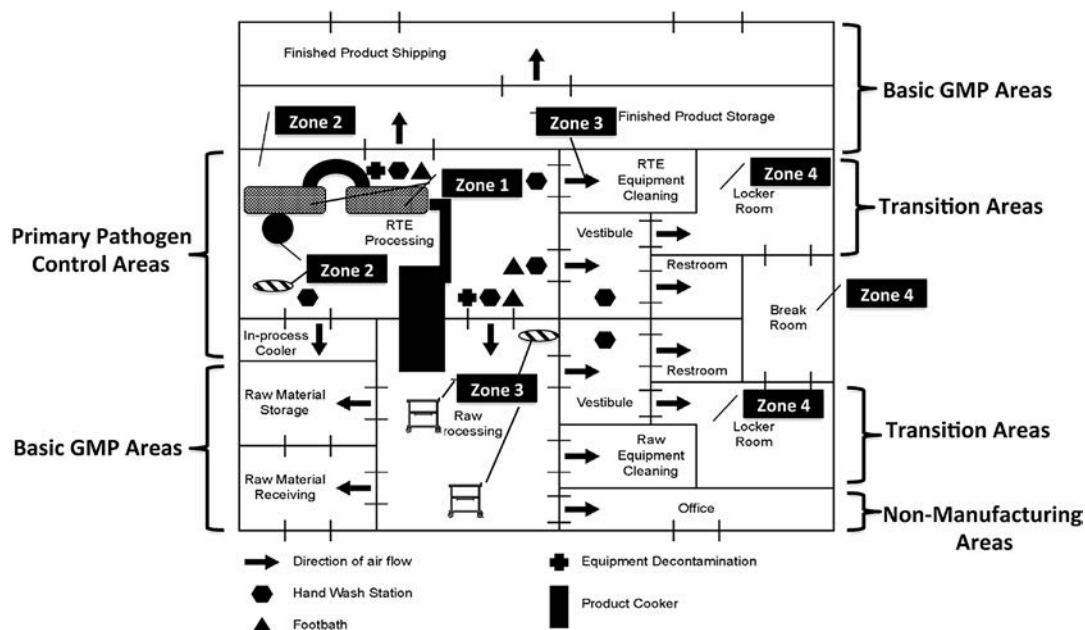 Finished Product Shipping
Basic GMP Areas
Zone 2
Zone 3
Finished Product Storage
Zone 1
RTE
Equipment
Cleaning
Zone 4
Locker
Room
Transition Areas
Primary Pathogen
Control Areas
RTE
Processing
Vestibule
Zone 2
Restroom
Zone 4
Break
Room
In-process
Cooler
Restroom
Zone 3
Raw Material
Storage
Raw
rocessing
Vestibule
Zone 4
Locker
Room
Transition Areas
Basic GMP Areas
Raw
Equipment
Cleaning
Raw Material
Receiving
Office
Non-Manufacturing
Areas
Direction of air flow
Equipment Decontamination
Hand Wash Station
Product Cooker
Footbath